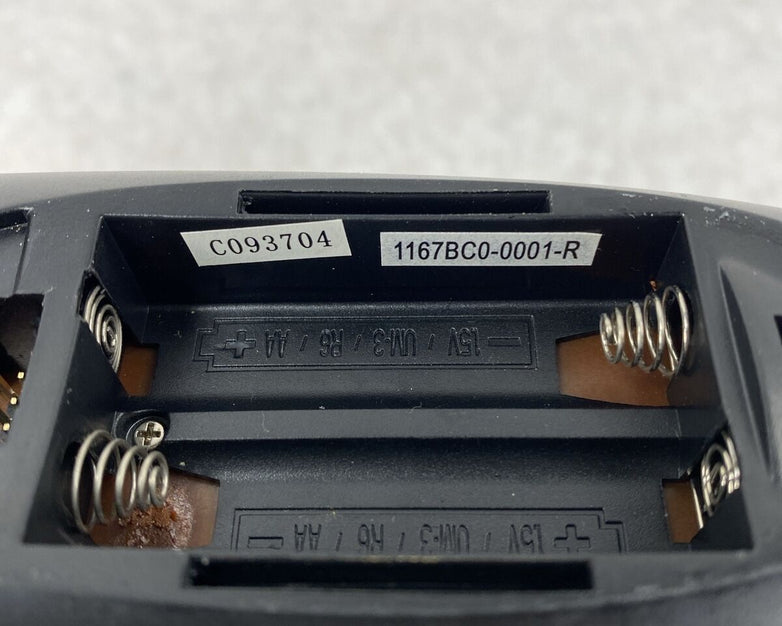 C093704
1167BC0-0001-R
− 1.5V / UM-3 / R6 / AA +
+ 1.5V / UM-3 / R6 / AA −